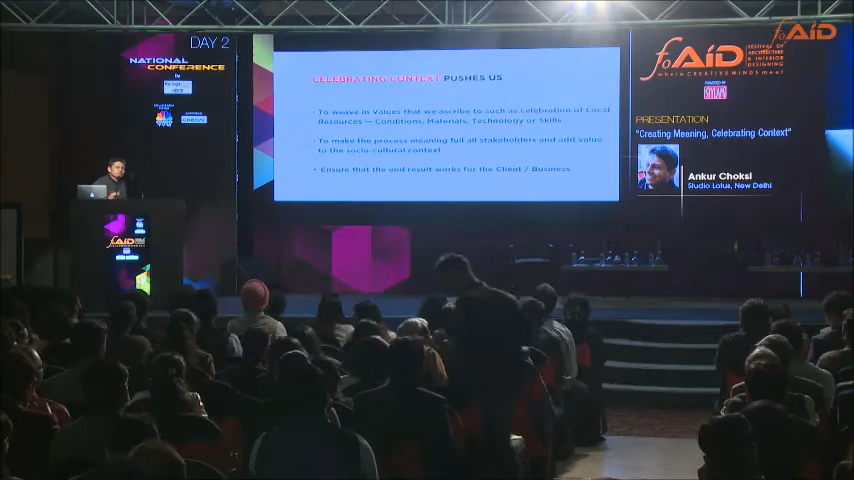 DAY 2
NATIONAL
CONFERENCE
CELEBRATING CONTEXT PUSHES US
• To weave in Values that we ascribe to such as celebration of Local
Resources — Conditions, Materials, Technology or Skills
• To make the process meaning full all stakeholders and add value
to the socio-cultural context
• Ensure that the end result works for the Client / Business
foAID
FESTIVAL OF
ARCHITECTURE
& INTERIOR
DESIGNING
where CREATIVE MINDS meet
foAID
PRESENTATION
"Creating Meaning, Celebrating Context"
Ankur Choksi
Studio Lotus, New Delhi
foAID